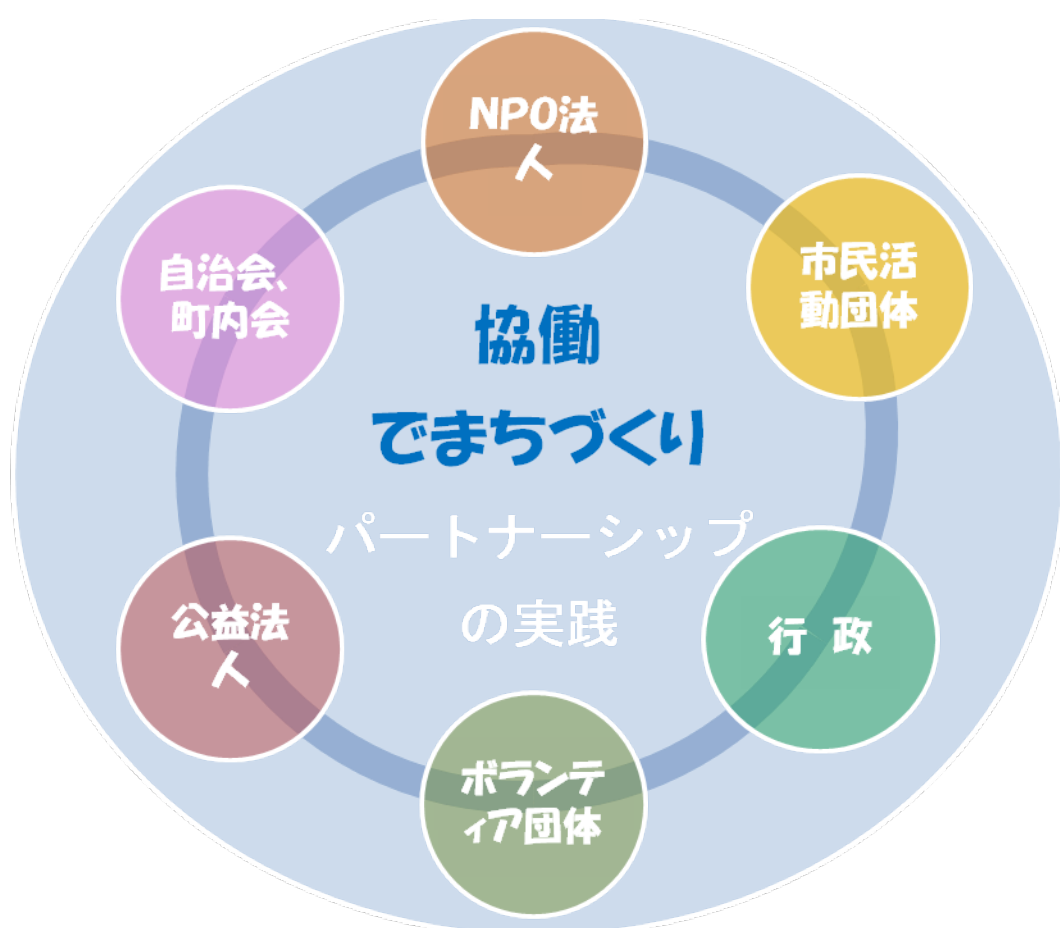 NPO法
人
市民活
動団体
自治会、
町内会
協働
でまちづくり
パートナーシップ
の実践
行 政
公益法
人
ボランテ
ィア団体